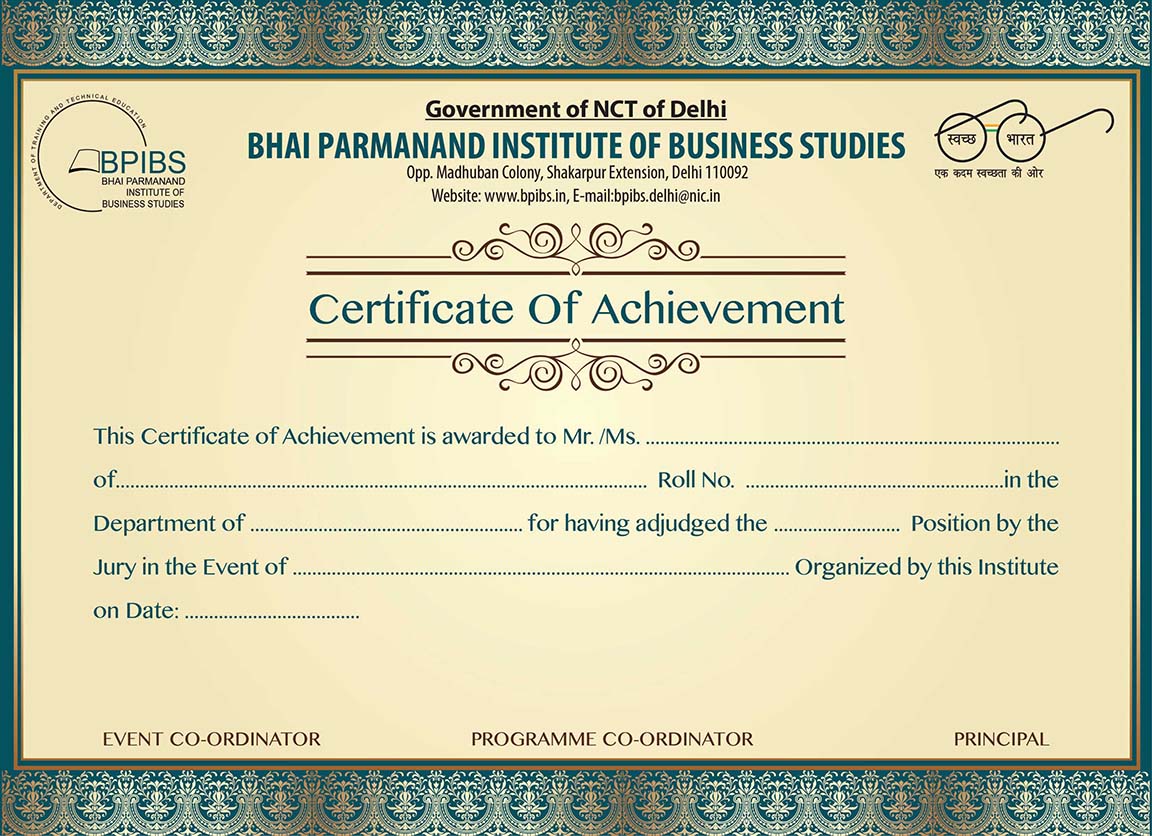 DEPARTMENT OF TRAINING AND TECHNICAL EDUCATION
BPIBS
BHAI PARMANAND
INSTITUTE OF
BUSINESS STUDIES
Government of NCT of Delhi
BHAI PARMANAND INSTITUTE OF BUSINESS STUDIES
Opp. Madhuban Colony, Shakarpur Extension, Delhi 110092
Website: www.bpibs.in, E-mail:bpibs.delhi@nic.in
स्वच्छ भारत
एक कदम स्वच्छता की ओर
Certificate Of Achievement
This Certificate of Achievement is awarded to Mr. /Ms. ....................................................................................
of............................................................................................................ Roll No. .....................................................in the
Department of ........................................................ for having adjudged the .......................... Position by the
Jury in the Event of ...................................................................................................... Organized by this Institute
on Date: ....................................
EVENT CO-ORDINATOR PROGRAMME CO-ORDINATOR PRINCIPAL